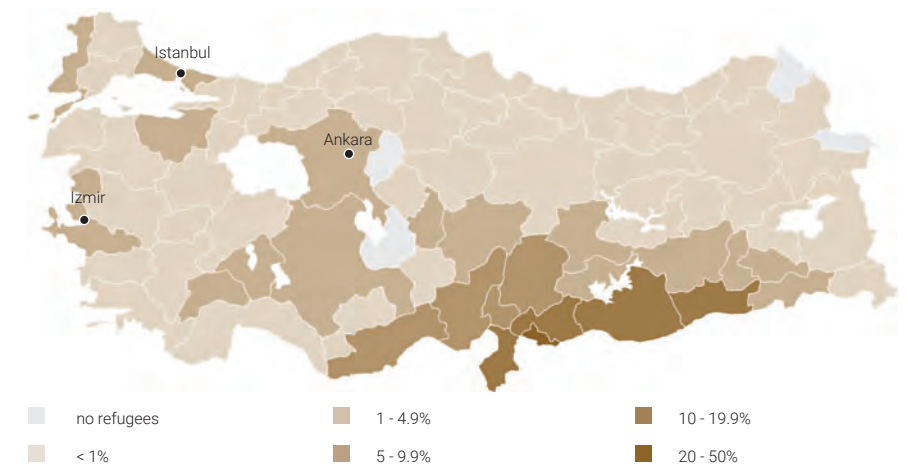 Istanbul
Ankara
Izmir
no refugees
1 - 4.9%
10 - 19.9%
< 1%
5 - 9.9%
20 - 50%